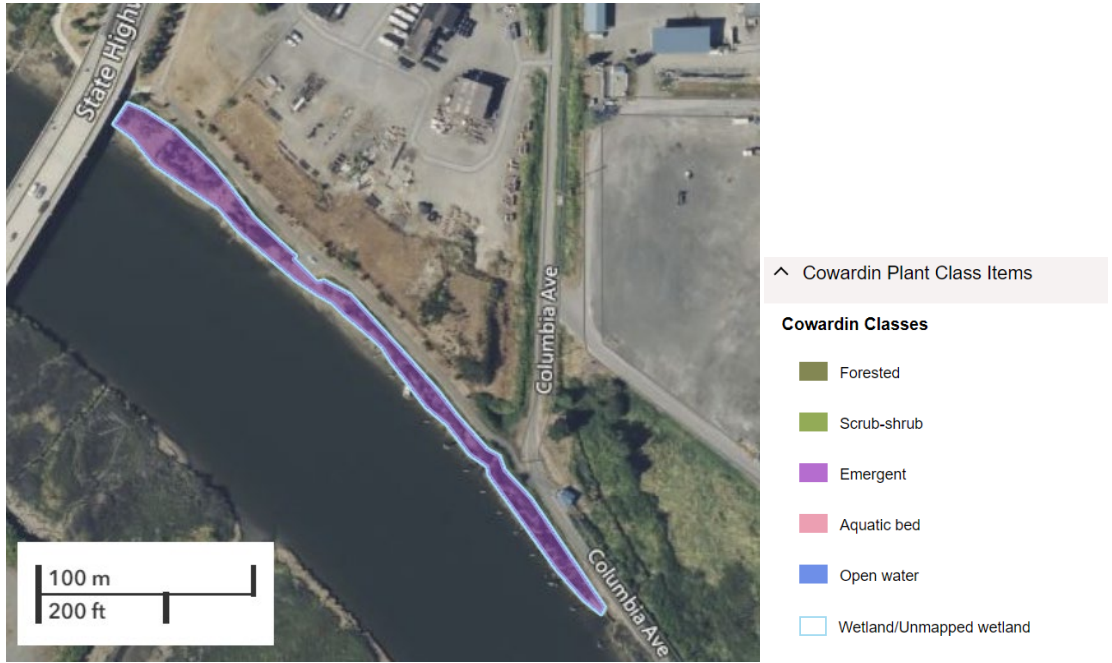 State Highw
Columbia Ave
Columbia Ave
100 m
200 ft
Cowardin Plant Class Items
Cowardin Classes
Forested
Scrub-shrub
Emergent
Aquatic bed
Open water
Wetland/Unmapped wetland